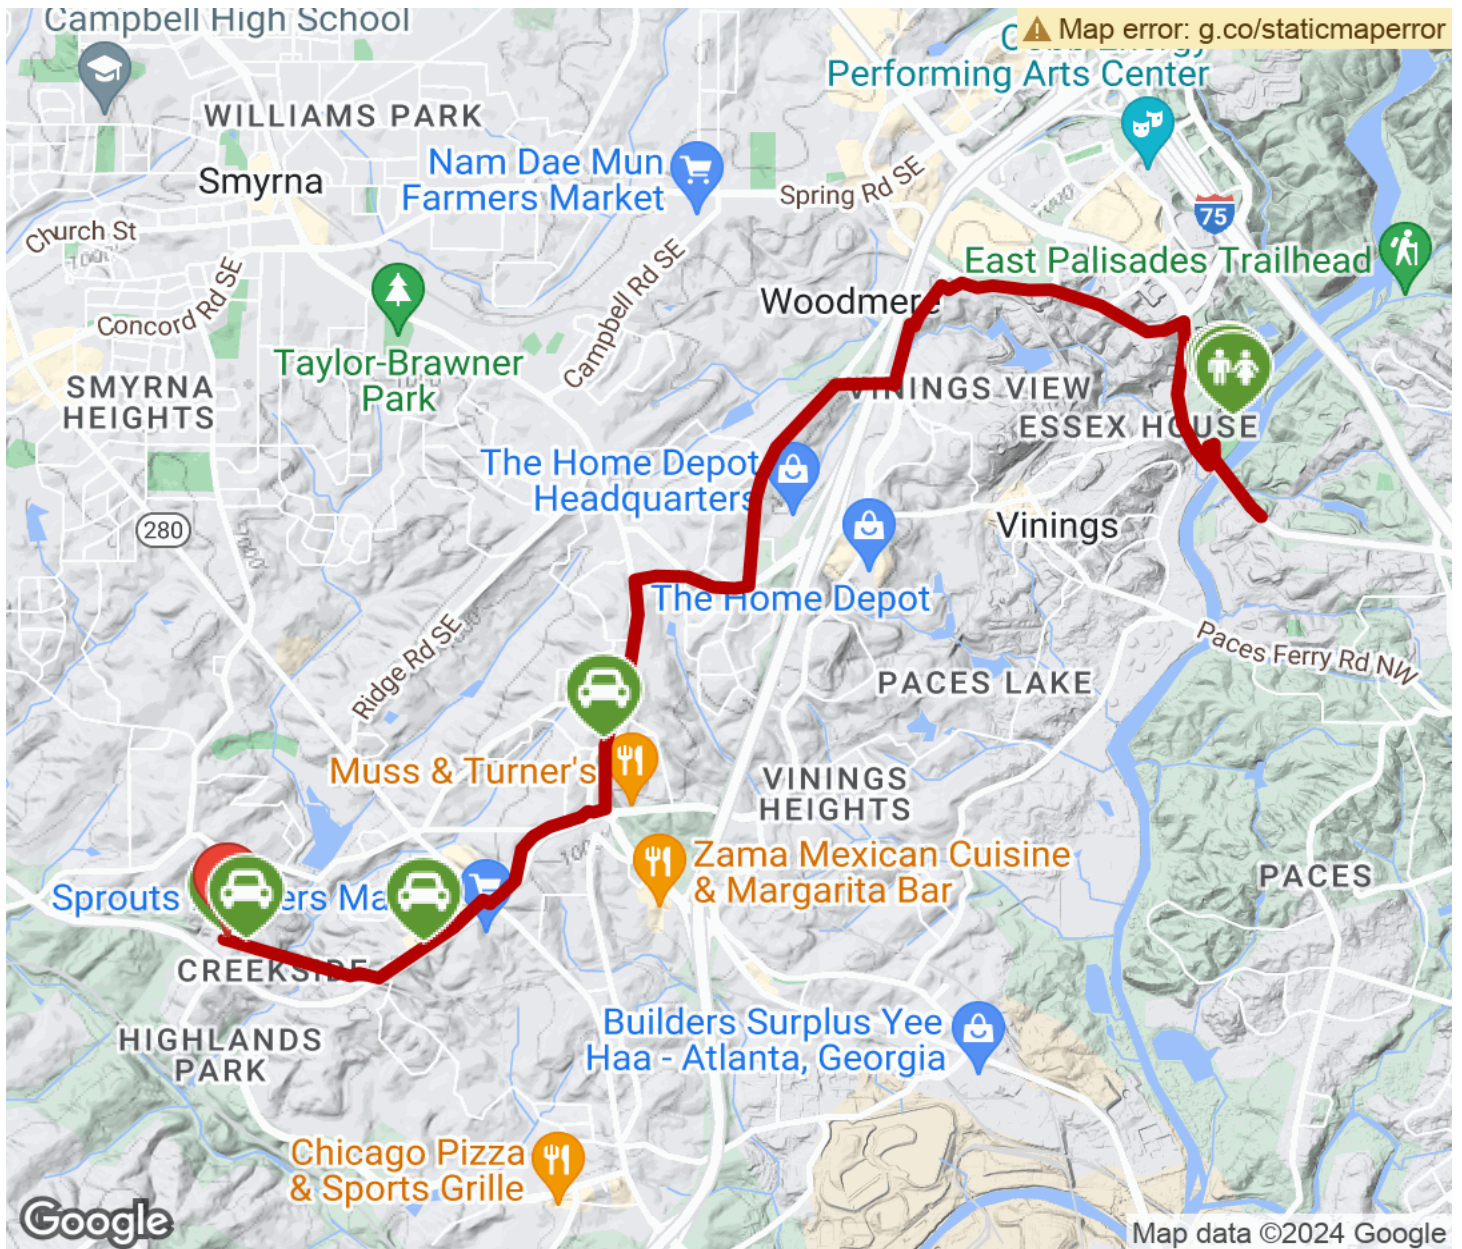 Campbell High School
Map error: g.co/staticmaperror
Performing Arts Center
WILLIAMS PARK
Nam Dae Mun
Farmers Market
Smyrna
Spring Rd SE
75
Church St
Campbell Rd SE
East Palisades Trailhead
Concord Rd SE
Woodmere
Taylor-Brawner
Park
SMYRNA
HEIGHTS
VININGS VIEW
ESSEX HOUSE
The Home Depot
Headquarters
280
Vinings
The Home Depot
Ridge Rd SE
Paces Ferry Rd NW
PACES LAKE
Muss & Turner's
VININGS
HEIGHTS
Zama Mexican Cuisine
& Margarita Bar
PACES
Sprouts
CREEKSIDE
HIGHLANDS
PARK
Builders Surplus Yee
Haa - Atlanta, Georgia
Chicago Pizza
& Sports Grille
Google
Map data ©2024 Google